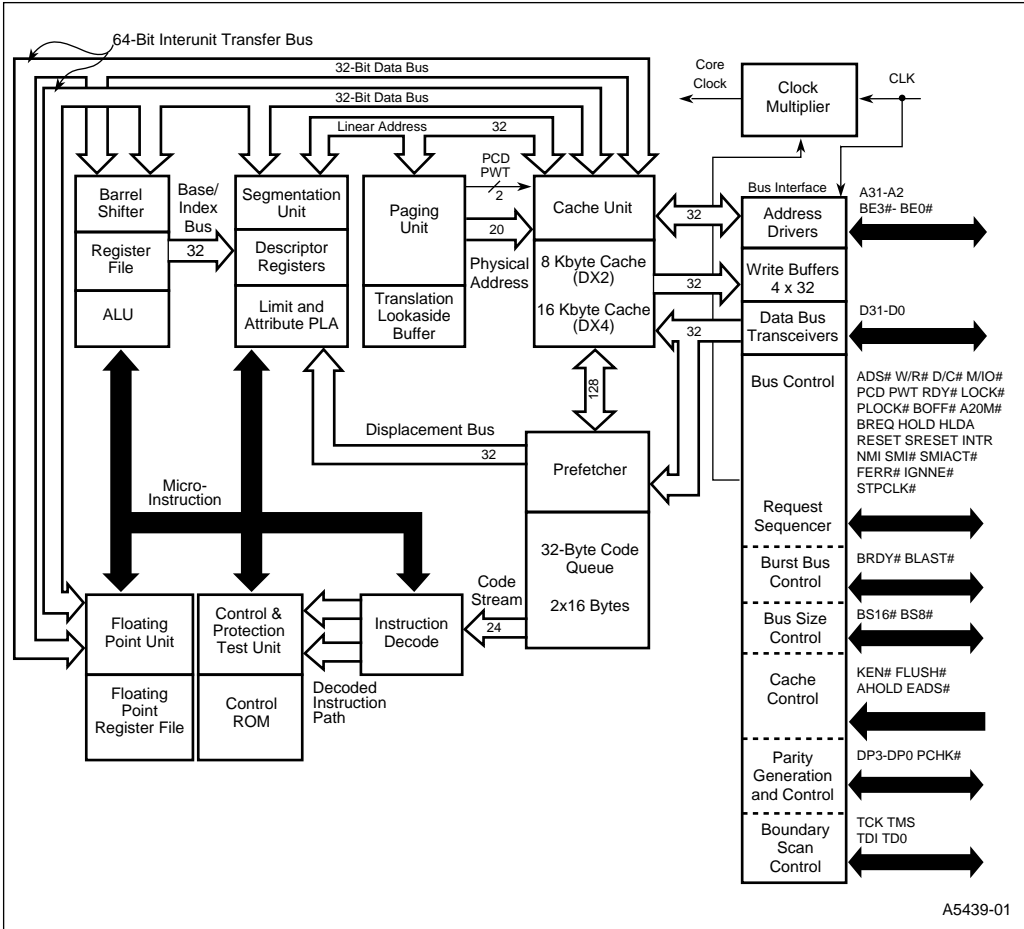 64-Bit Interunit Transfer Bus
32-Bit Data Bus
32-Bit Data Bus
Linear Address
32
Core
Clock
Clock
Multiplier
CLK
Barrel
Shifter
Register
File
ALU
Base/
Index
Bus
32
Segmentation
Unit
Descriptor
Registers
Limit and
Attribute PLA
Paging
Unit
Translation
Lookaside
Buffer
PCD
PWT
2
20
Physical
Address
Cache Unit
8 Kbyte Cache
(DX2)
16 Kbyte Cache
(DX4)
32
32
32
128
Bus Interface
Address
Drivers
Write Buffers
4 x 32
Data Bus
Transceivers
Bus Control
Request
Sequencer
Burst Bus
Control
Bus Size
Control
Cache
Control
Parity
Generation
and Control
Boundary
Scan
Control
A31-A2
BE3#- BE0#
D31-D0
ADS# W/R# D/C# M/IO#
PCD PWT RDY# LOCK#
PLOCK# BOFF# A20M#
BREQ HOLD HLDA
RESET SRESET INTR
NMI SMI# SMIACT#
FERR# IGNNE#
STPCLK#
BRDY# BLAST#
BS16# BS8#
KEN# FLUSH#
AHOLD EADS#
DP3-DP0 PCHK#
TCK TMS
TDI TD0
Displacement Bus
32
Prefetcher
32-Byte Code
Queue
2x16 Bytes
Micro-
Instruction
Code
Stream
24
Floating
Point Unit
Floating
Point
Register File
Control &
Protection
Test Unit
Control
ROM
Instruction
Decode
Decoded
Instruction
Path
A5439-01